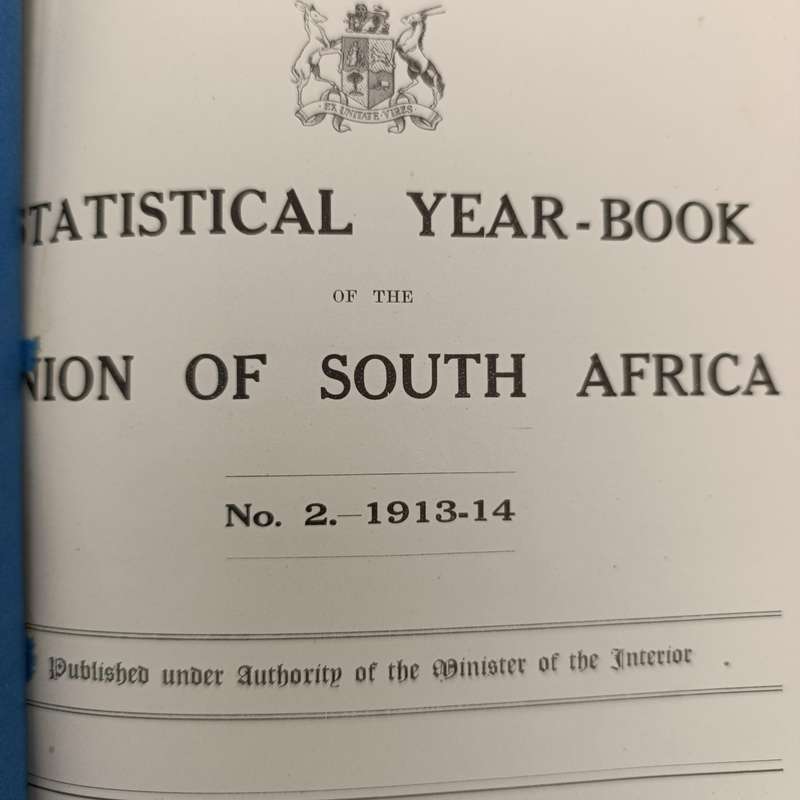 EX UNITATE VIRES
STATISTICAL YEAR-BOOK
OF THE
NION OF SOUTH AFRICA
No. 2.—1913-14
Published under Authority of the Minister of the Interior .